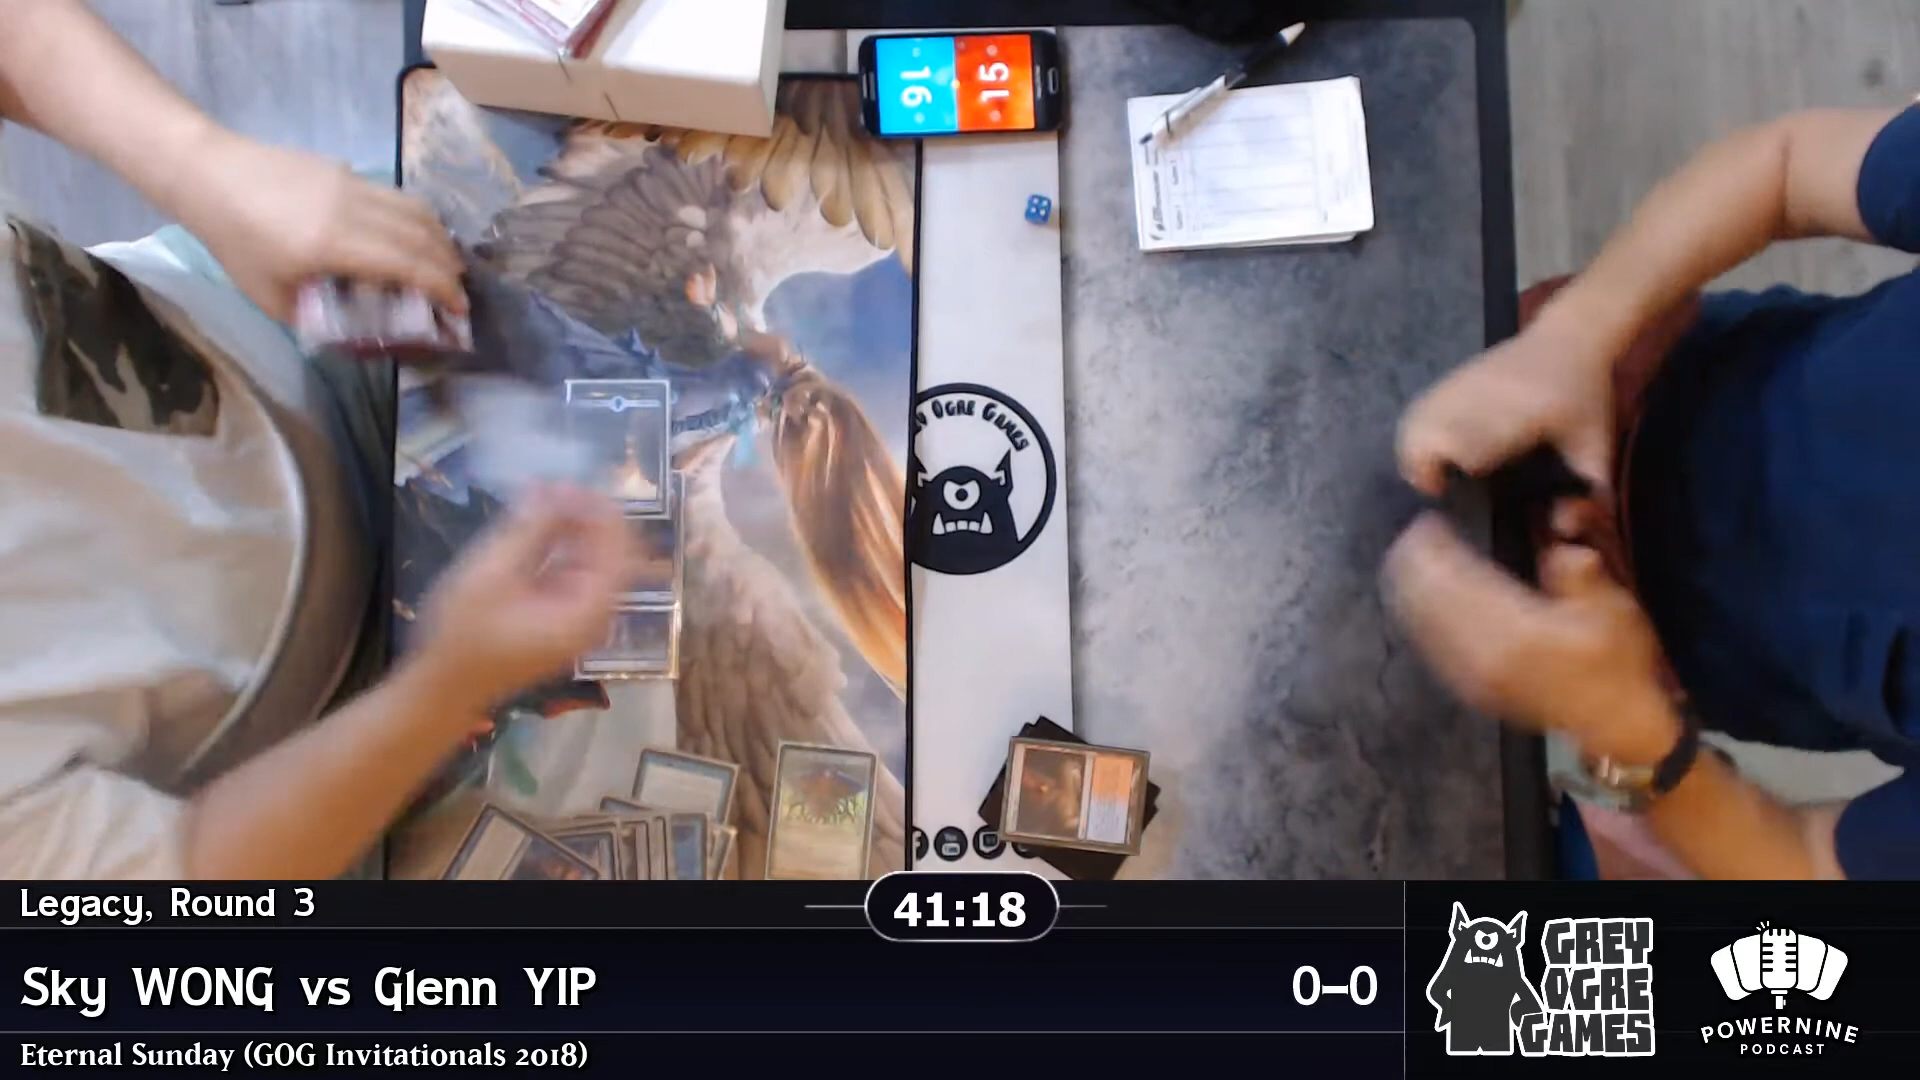 16
15
GREY OGRE GAMES
Legacy, Round 3
41:18
Sky WONG vs Glenn YIP
0–0
Eternal Sunday (GOG Invitationals 2018)
GREY
OGRE
GAMES
POWERNINE
PODCAST